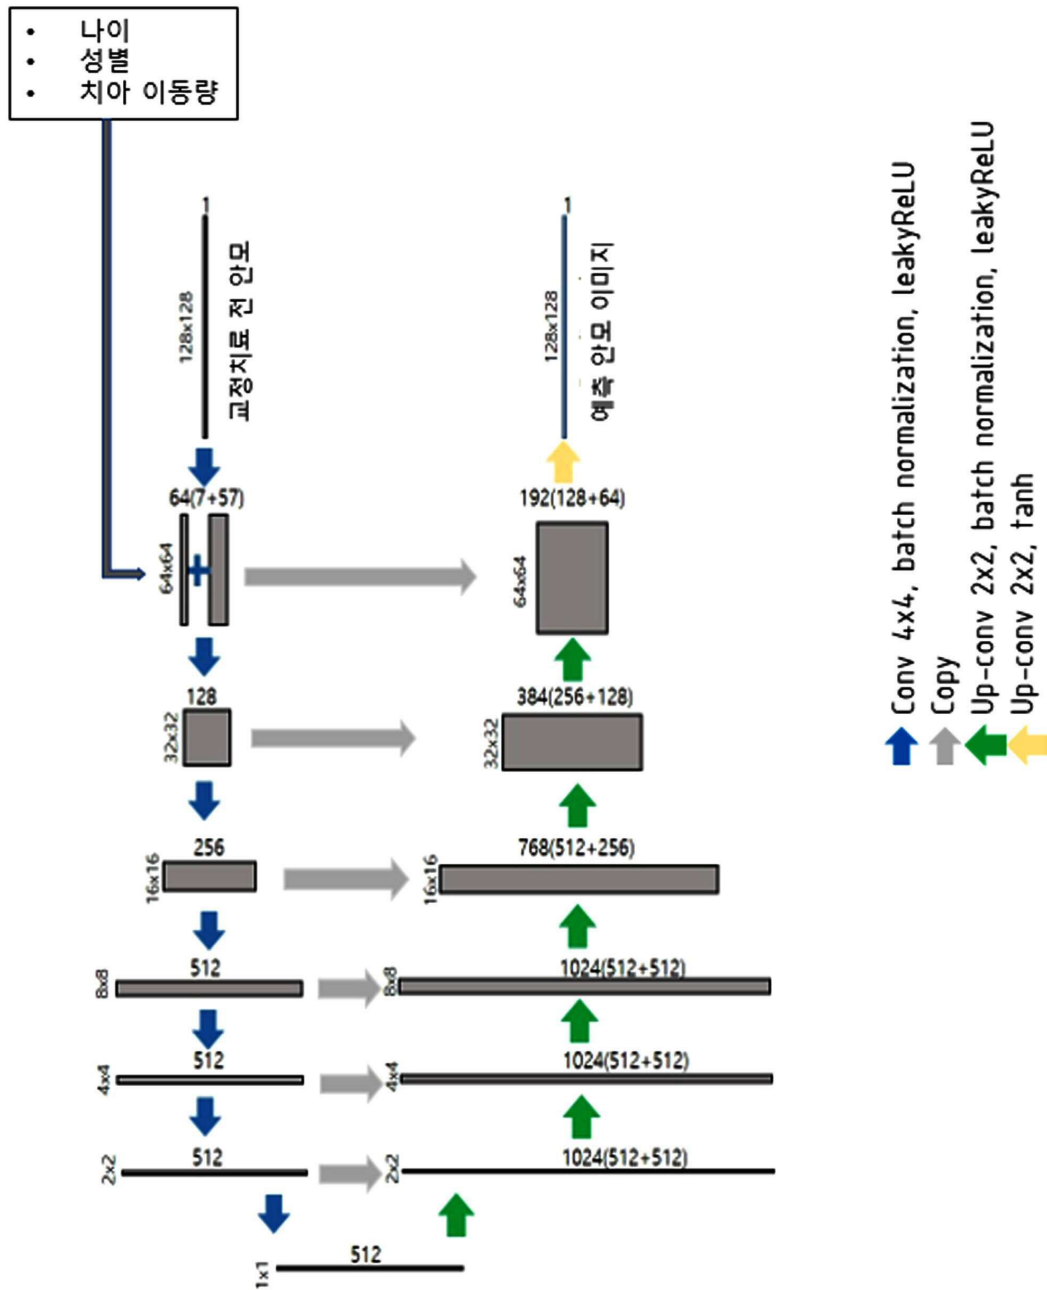 • 나이
• 성별
• 치아 이동량
1
128x128
교정치료 전 안모
1
128x128
예측 안모 이미지
64(7+57)
64x64
192(128+64)
64x64
128
32x32
384(256+128)
32x32
256
16x16
768(512+256)
16x16
512
8x8
1024(512+512)
8x8
512
4x4
1024(512+512)
4x4
512
2x2
1024(512+512)
2x2
512
1x1
Conv 4x4, batch normalization, leakyReLU
Copy
Up-conv 2x2, batch normalization, leakyReLU
Up-conv 2x2, tanh